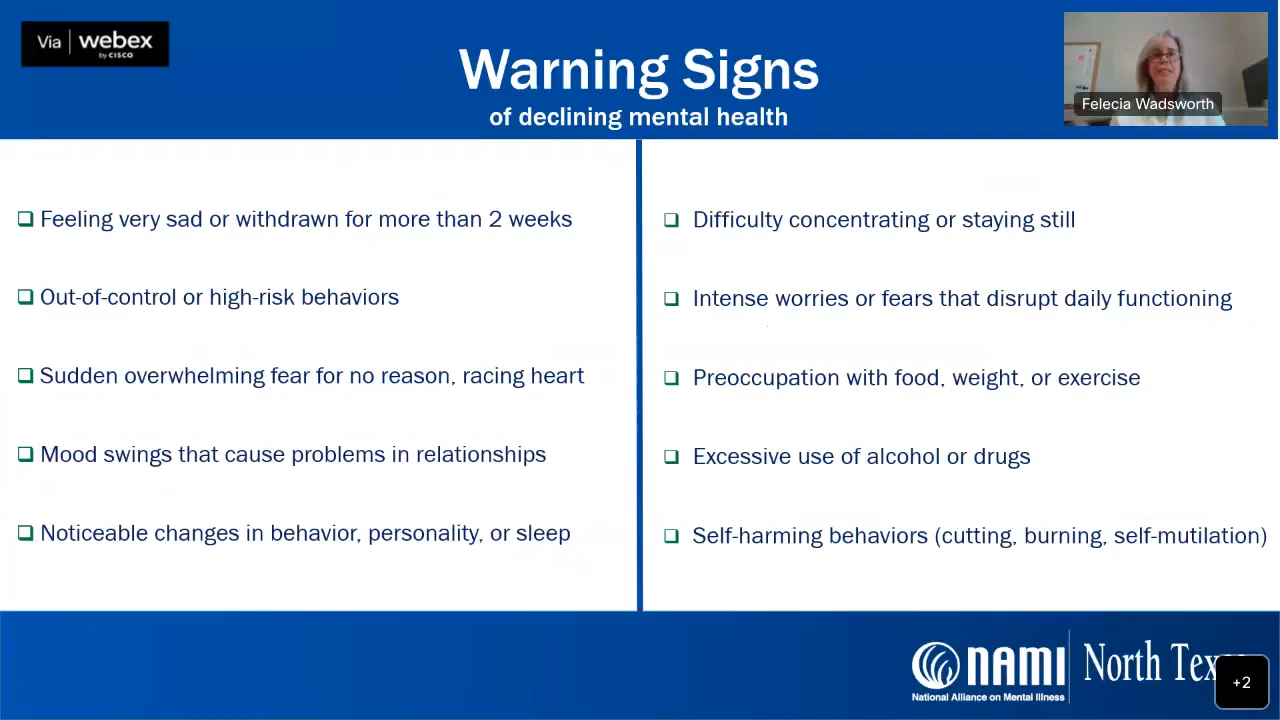 Via webex
by CISCO
Warning Signs
of declining mental health
Felecia Wadsworth
Feeling very sad or withdrawn for more than 2 weeks
Out-of-control or high-risk behaviors
Sudden overwhelming fear for no reason, racing heart
Mood swings that cause problems in relationships
Noticeable changes in behavior, personality, or sleep
Difficulty concentrating or staying still
Intense worries or fears that disrupt daily functioning
Preoccupation with food, weight, or exercise
Excessive use of alcohol or drugs
Self-harming behaviors (cutting, burning, self-mutilation)
NAMI North
National Alliance on Mental Illness
+2